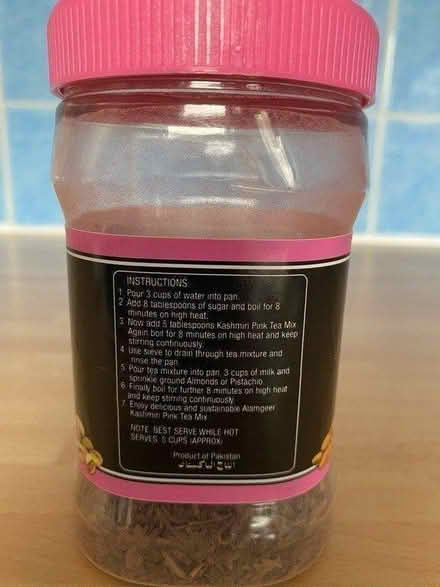 INSTRUCTIONS
1. Pour 3 cups of water into pan.
2. Add 8 tablespoons of sugar and boil for 8
minutes on high heat.
3. Now add 5 tablespoons Kashmiri Pink Tea Mix
Again boil for 8 minutes on high heat and keep
stirring continuously.
4. Use sieve to drain through tea mixture and
rinse the pan.
5. Pour tea mixture into pan, 3 cups of milk and
sprinkle ground Almonds or Pistachio.
6. Finally boil for further 8 minutes on high heat
and keep stirring continuously.
7. Enjoy delicious and sustainable Alamgeer
Kashmiri Pink Tea Mix
NOTE: BEST SERVE WHILE HOT
SERVES: 5 CUPS (APPROX)
Product of Pakistan